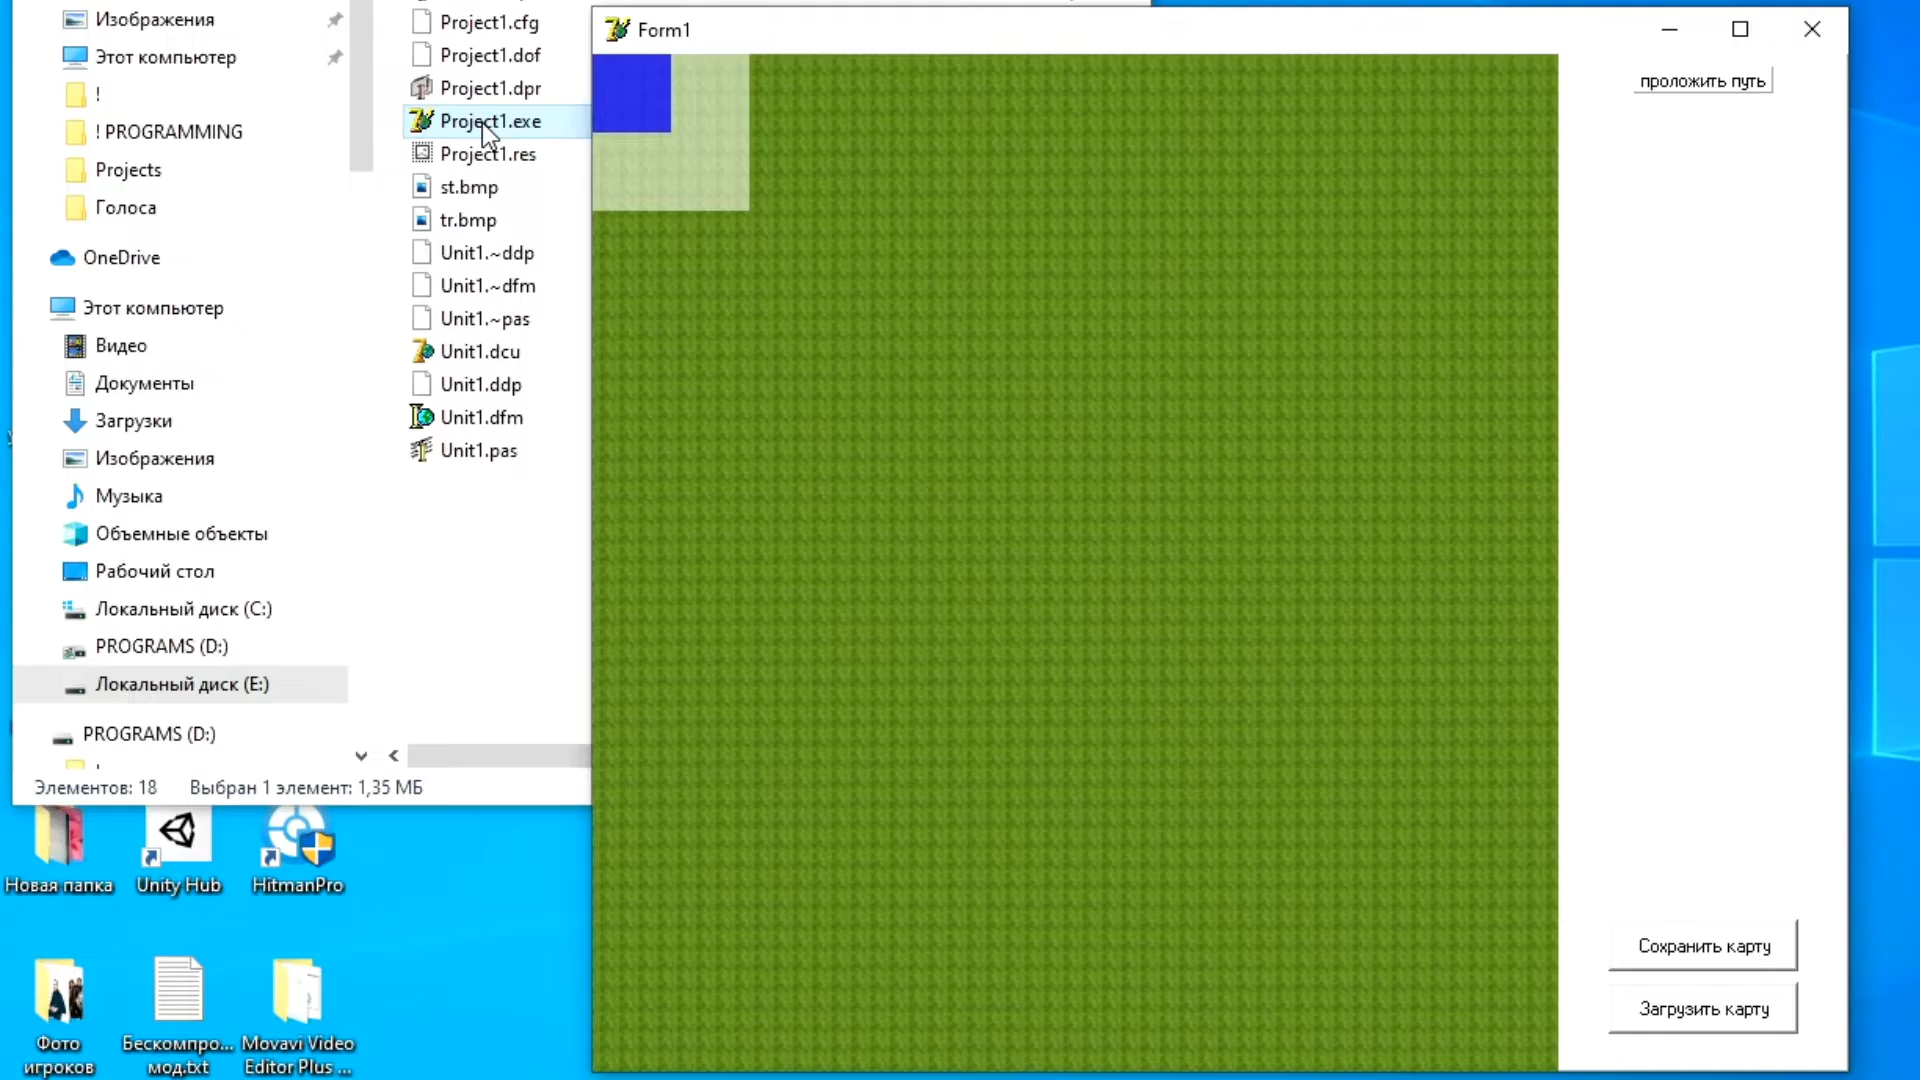 Изображения
Этот компьютер
!
! PROGRAMMING
Projects
Голоса
OneDrive
Этот компьютер
Видео
Документы
Загрузки
Изображения
Музыка
Объемные объекты
Рабочий стол
Локальный диск (C:)
PROGRAMS (D:)
Локальный диск (E:)
PROGRAMS (D:)
Элементов: 18 Выбран 1 элемент: 1,35 МБ
Project1.cfg
Project1.dof
Project1.dpr
Project1.exe
Project1.res
st.bmp
tr.bmp
Unit1.~ddp
Unit1.~dfm
Unit1.~pas
Unit1.dcu
Unit1.ddp
Unit1.dfm
Unit1.pas
Form1
проложить путь
Сохранить карту
Загрузить карту
Новая папка
Unity Hub
HitmanPro
Фото
игроков
Бескомпро...
мод.txt
Movavi Video
Editor Plus ...